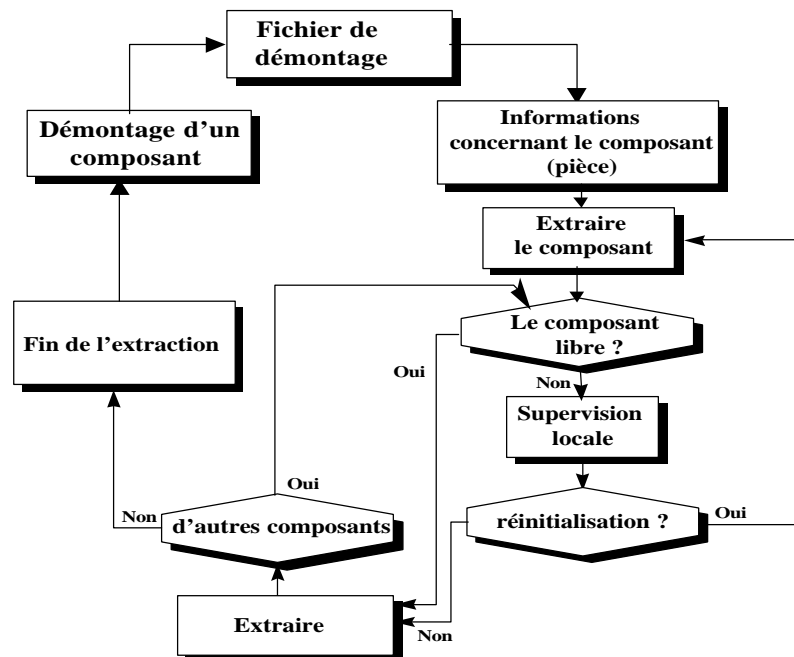 Fichier de
démontage
Démontage d'un
composant
Informations
concernant le composant
(pièce)
Extraire
le composant
Le composant
libre ?
Fin de l'extraction
Oui
Non
Supervision
locale
Oui
Non
d'autres composants
réinitialisation ?
Oui
Extraire
Non